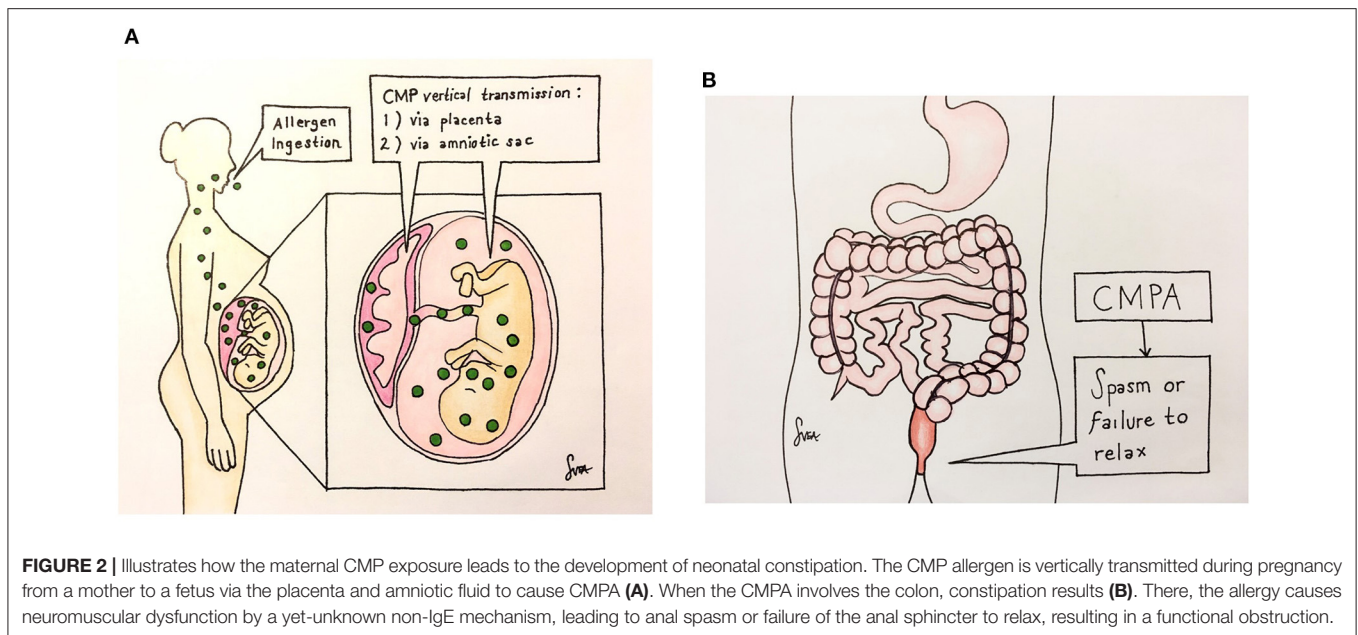 A
Allergen
Ingestion
CMP vertical transmission :
1 ) via placenta
2 ) via amniotic sac
Svea
B
CMPA
Spasm or
failure to
relax
Svea
FIGURE 2 | Illustrates how the maternal CMP exposure leads to the development of neonatal constipation. The CMP allergen is vertically transmitted during pregnancy
from a mother to a fetus via the placenta and amniotic fluid to cause CMPA (A). When the CMPA involves the colon, constipation results (B). There, the allergy causes
neuromuscular dysfunction by a yet-unknown non-IgE mechanism, leading to anal spasm or failure of the anal sphincter to relax, resulting in a functional obstruction.